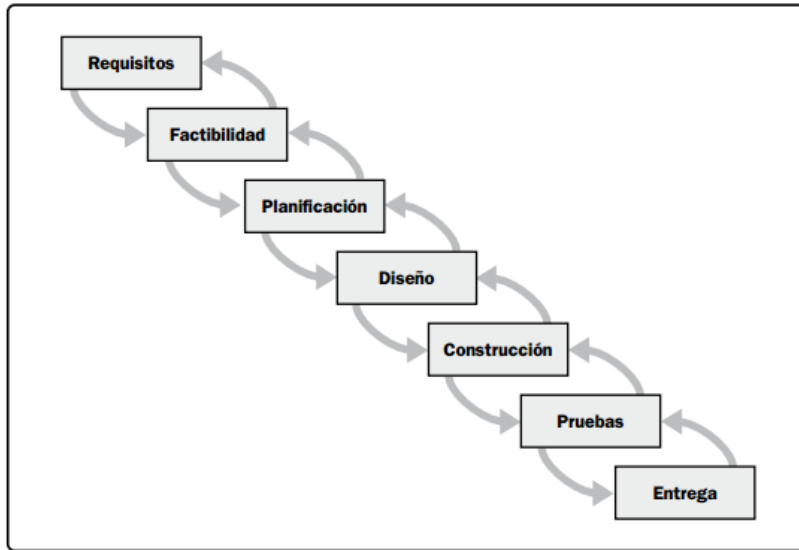 Requisitos
Factibilidad
Planificación
Diseño
Construcción
Pruebas
Entrega